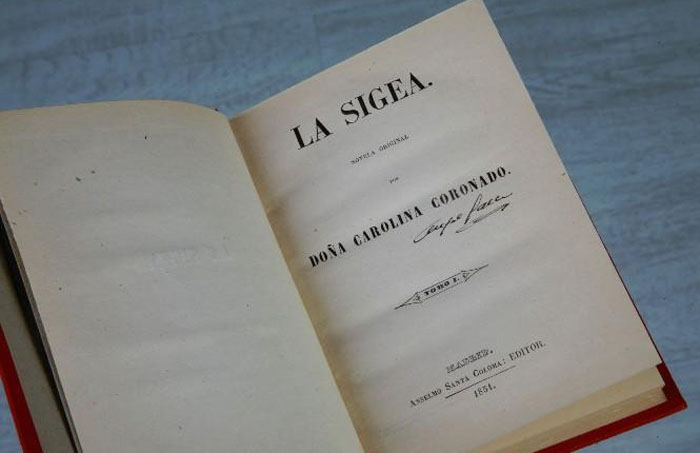 LA SIGEA.
NOVELA ORIGINAL
POR
DOÑA CAROLINA CORONADO.
TOMO I.
MADRID.
ANSELMO SANTA COLOMA: EDITOR.
1851.